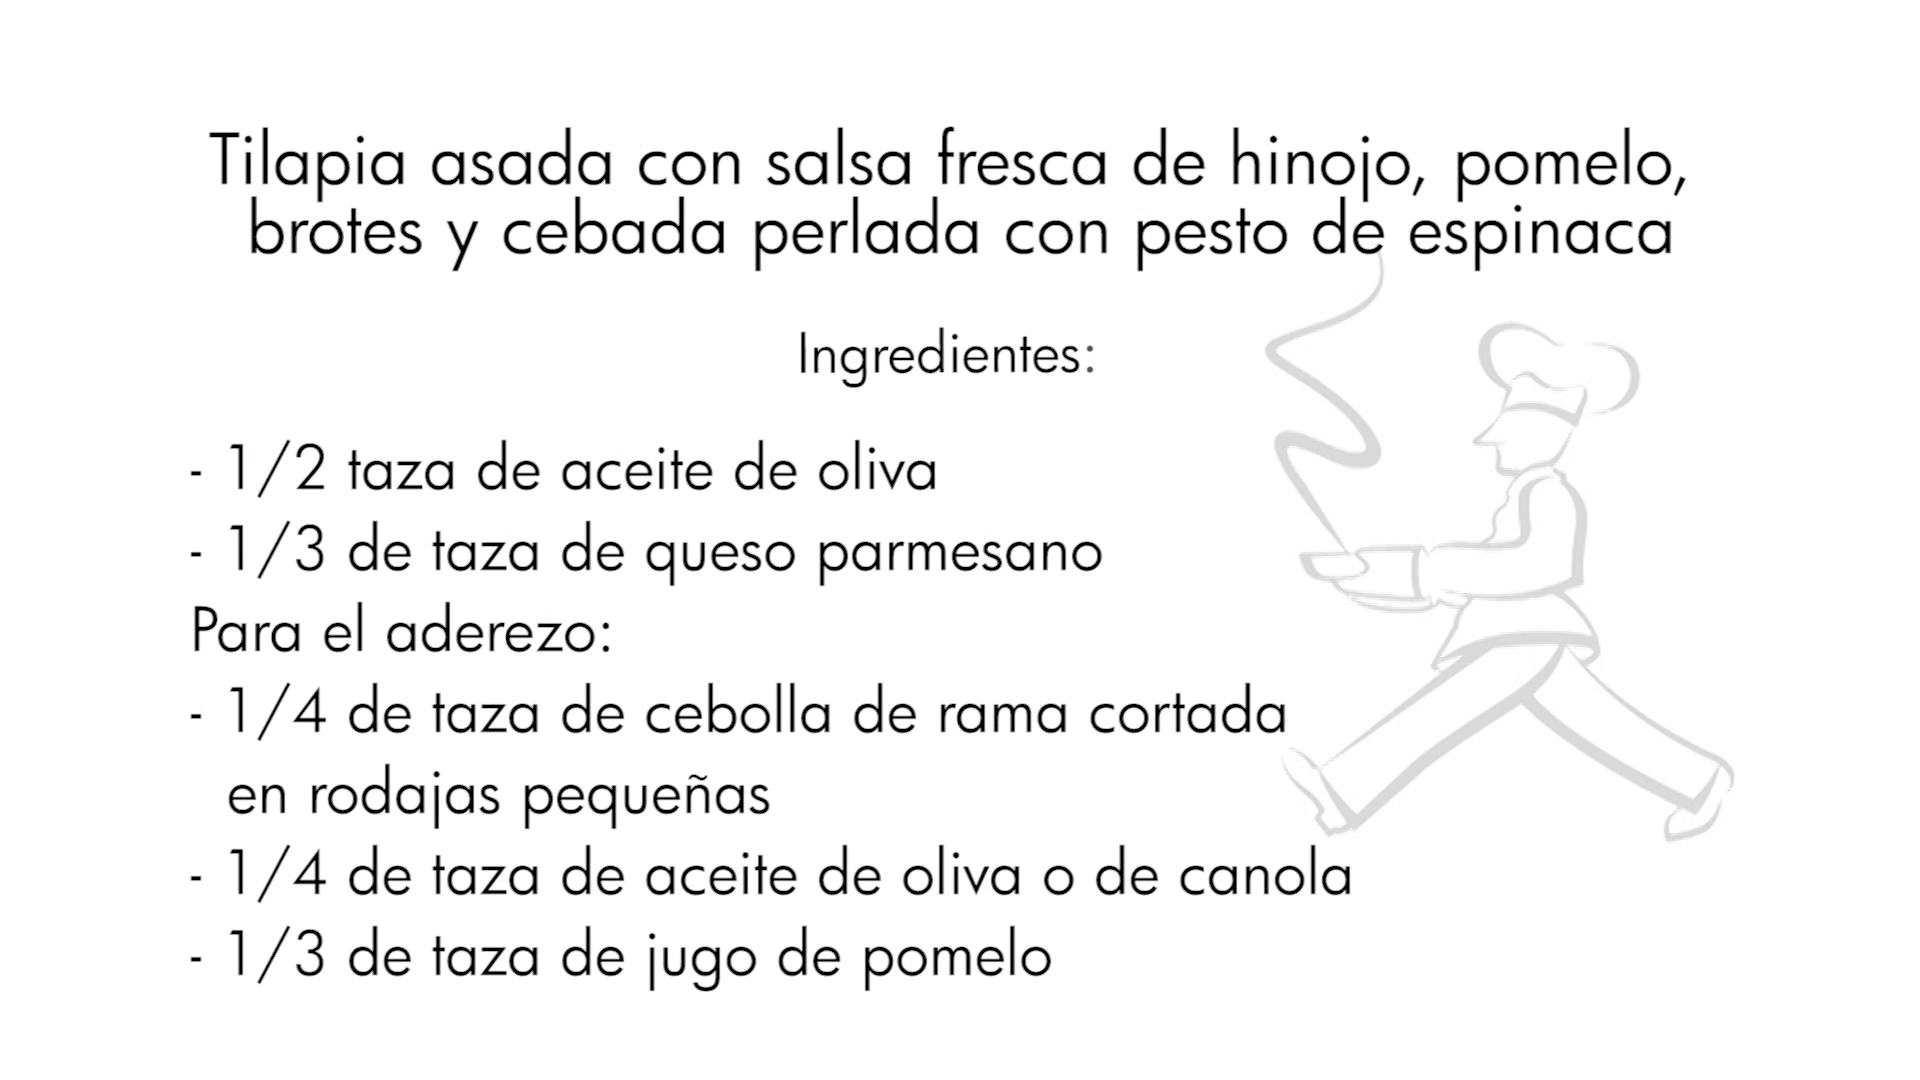 Tilapia asada con salsa fresca de hinojo, pomelo,
brotes y cebada perlada con pesto de espinaca
Ingredientes:
- 1/2 taza de aceite de oliva
- 1/3 de taza de queso parmesano
Para el aderezo:
- 1/4 de taza de cebolla de rama cortada
en rodajas pequeñas
- 1/4 de taza de aceite de oliva o de canola
- 1/3 de taza de jugo de pomelo